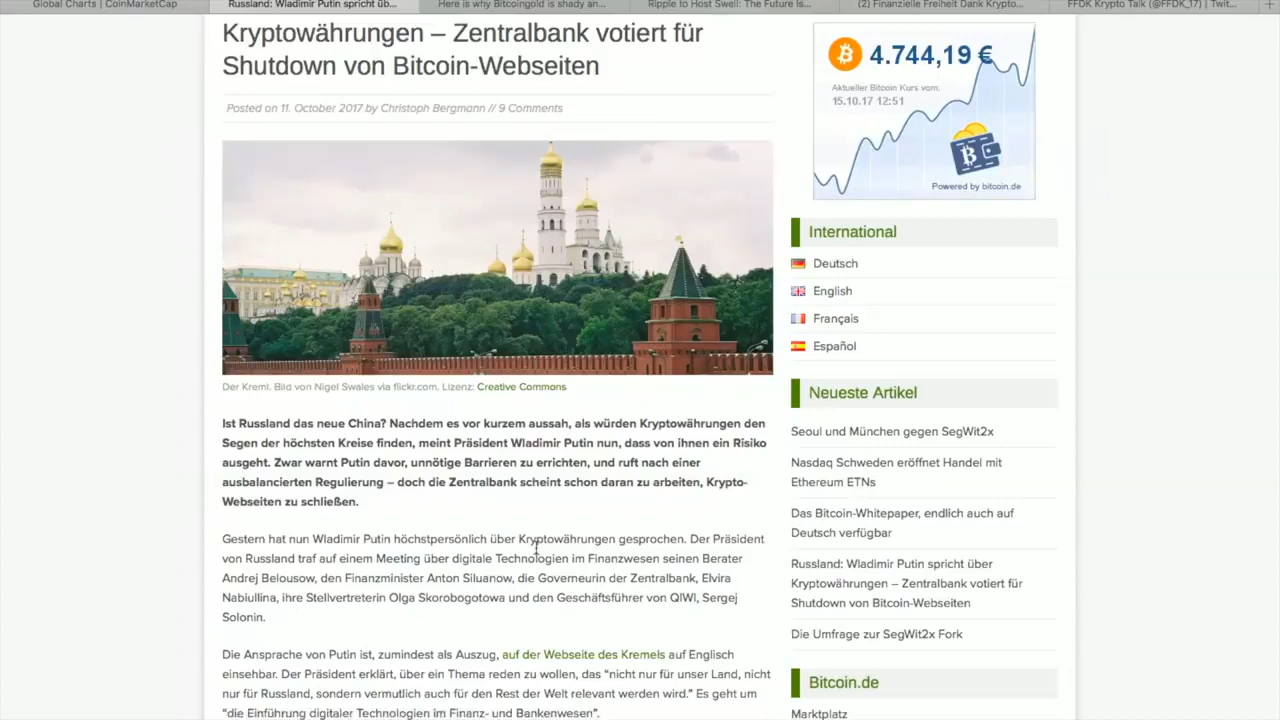 Global Charts | CoinMarketCap
Russland: Wladimir Putin spricht üb...
Here is why Bitcoingold is shady an...
Ripple to Host Swell: The Future Is...
(2) Finanzielle Freiheit Dank Krypto...
FFDK Krypto Talk (@FFDK_17) | Twit...
Kryptowährungen – Zentralbank votiert für
Shutdown von Bitcoin-Webseiten
Posted on 11. October 2017 by Christoph Bergmann // 9 Comments
Der Kreml. Bild von Nigel Swales via flickr.com. Lizenz: Creative Commons
Ist Russland das neue China? Nachdem es vor kurzem aussah, als würden Kryptowährungen den
Segen der höchsten Kreise finden, meint Präsident Wladimir Putin nun, dass von ihnen ein Risiko
ausgeht. Zwar warnt Putin davor, unnötige Barrieren zu errichten, und ruft nach einer
ausbalancierten Regulierung – doch die Zentralbank scheint schon daran zu arbeiten, Krypto-
Webseiten zu schließen.
Gestern hat nun Wladimir Putin höchstpersönlich über Kryptowährungen gesprochen. Der Präsident
von Russland traf auf einem Meeting über digitale Technologien im Finanzwesen seinen Berater
Andrej Belousow, den Finanzminister Anton Siluanow, die Governeurin der Zentralbank, Elvira
Nabiullina, ihre Stellvertreterin Olga Skorobogotowa und den Geschäftsführer von QIWI, Sergej
Solonin.
Die Ansprache von Putin ist, zumindest als Auszug, auf der Webseite des Kremels auf Englisch
einsehbar. Der Präsident erklärt, über ein Thema reden zu wollen, das “nicht nur für unser Land, nicht
nur für Russland, sondern vermutlich auch für den Rest der Welt relevant werden wird.” Es geht um
“die Einführung digitaler Technologien im Finanz- und Bankenwesen”.
4.744,19 €
Aktueller Bitcoin Kurs vom:
15.10.17 12:51
Powered by bitcoin.de
International
Deutsch
English
Français
Español
Neueste Artikel
Seoul und München gegen SegWit2x
Nasdaq Schweden eröffnet Handel mit
Ethereum ETNs
Das Bitcoin-Whitepaper, endlich auch auf
Deutsch verfügbar
Russland: Wladimir Putin spricht über
Kryptowährungen – Zentralbank votiert für
Shutdown von Bitcoin-Webseiten
Die Umfrage zur SegWit2x Fork
Bitcoin.de
Marktplatz